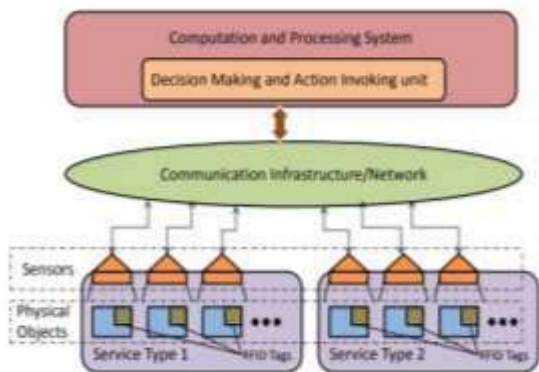 Computation and Processing System
Decision Making and Action Invoking unit
Communication Infrastructure/Network
Sensors
Physical
Objects
Service Type 1
RFID Tags
Service Type 2
RFID Tags